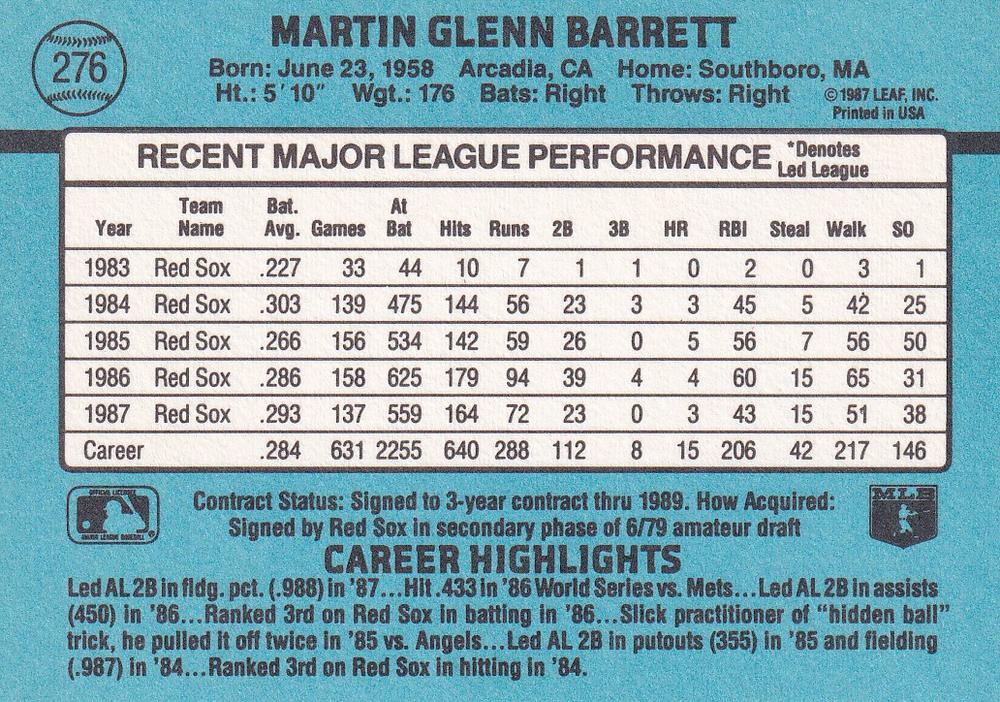 276
MARTIN GLENN BARRETT
Born: June 23, 1958 Arcadia, CA Home: Southboro, MA
Ht.: 5' 10" Wgt.: 176 Bats: Right Throws: Right
© 1987 LEAF, INC.
Printed in USA
RECENT MAJOR LEAGUE PERFORMANCE
*Denotes
Led League
Year Team Name Bat. Avg. Games At Bat Hits Runs 2B 3B HR RBI Steal Walk SO
1983 Red Sox .227 33 44 10 7 1 1 0 2 0 3 1
1984 Red Sox .303 139 475 144 56 23 3 3 45 5 42 25
1985 Red Sox .266 156 534 142 59 26 0 5 56 7 56 50
1986 Red Sox .286 158 625 179 94 39 4 4 60 15 65 31
1987 Red Sox .293 137 559 164 72 23 0 3 43 15 51 38
Career .284 631 2255 640 288 112 8 15 206 42 217 146
OFFICIAL LICENSEE
MAJOR LEAGUE BASEBALL
®
Contract Status: Signed to 3-year contract thru 1989. How Acquired:
Signed by Red Sox in secondary phase of 6/79 amateur draft
MLB
CAREER HIGHLIGHTS
Led AL 2B in fldg. pct. (.988) in '87...Hit .433 in '86 World Series vs. Mets...Led AL 2B in assists
(450) in '86...Ranked 3rd on Red Sox in batting in '86...Slick practitioner of "hidden ball"
trick, he pulled it off twice in '85 vs. Angels...Led AL 2B in putouts (355) in '85 and fielding
(.987) in '84...Ranked 3rd on Red Sox in hitting in '84.